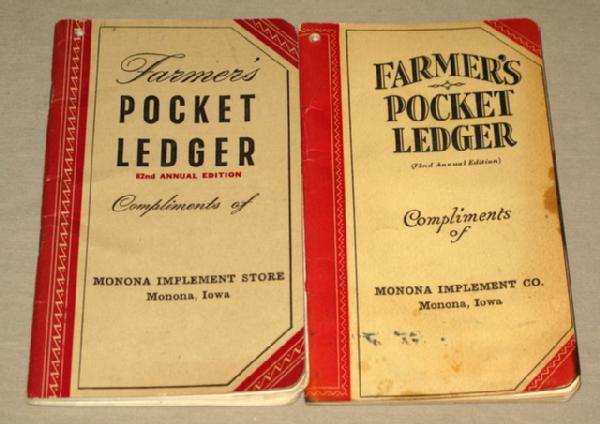 Farmer's
POCKET
LEDGER
82nd ANNUAL EDITION
Compliments of
MONONA IMPLEMENT STORE
Monona, Iowa
FARMER'S
POCKET
LEDGER
(72nd Annual Edition)
Compliments
of
MONONA IMPLEMENT CO.
Monona, Iowa